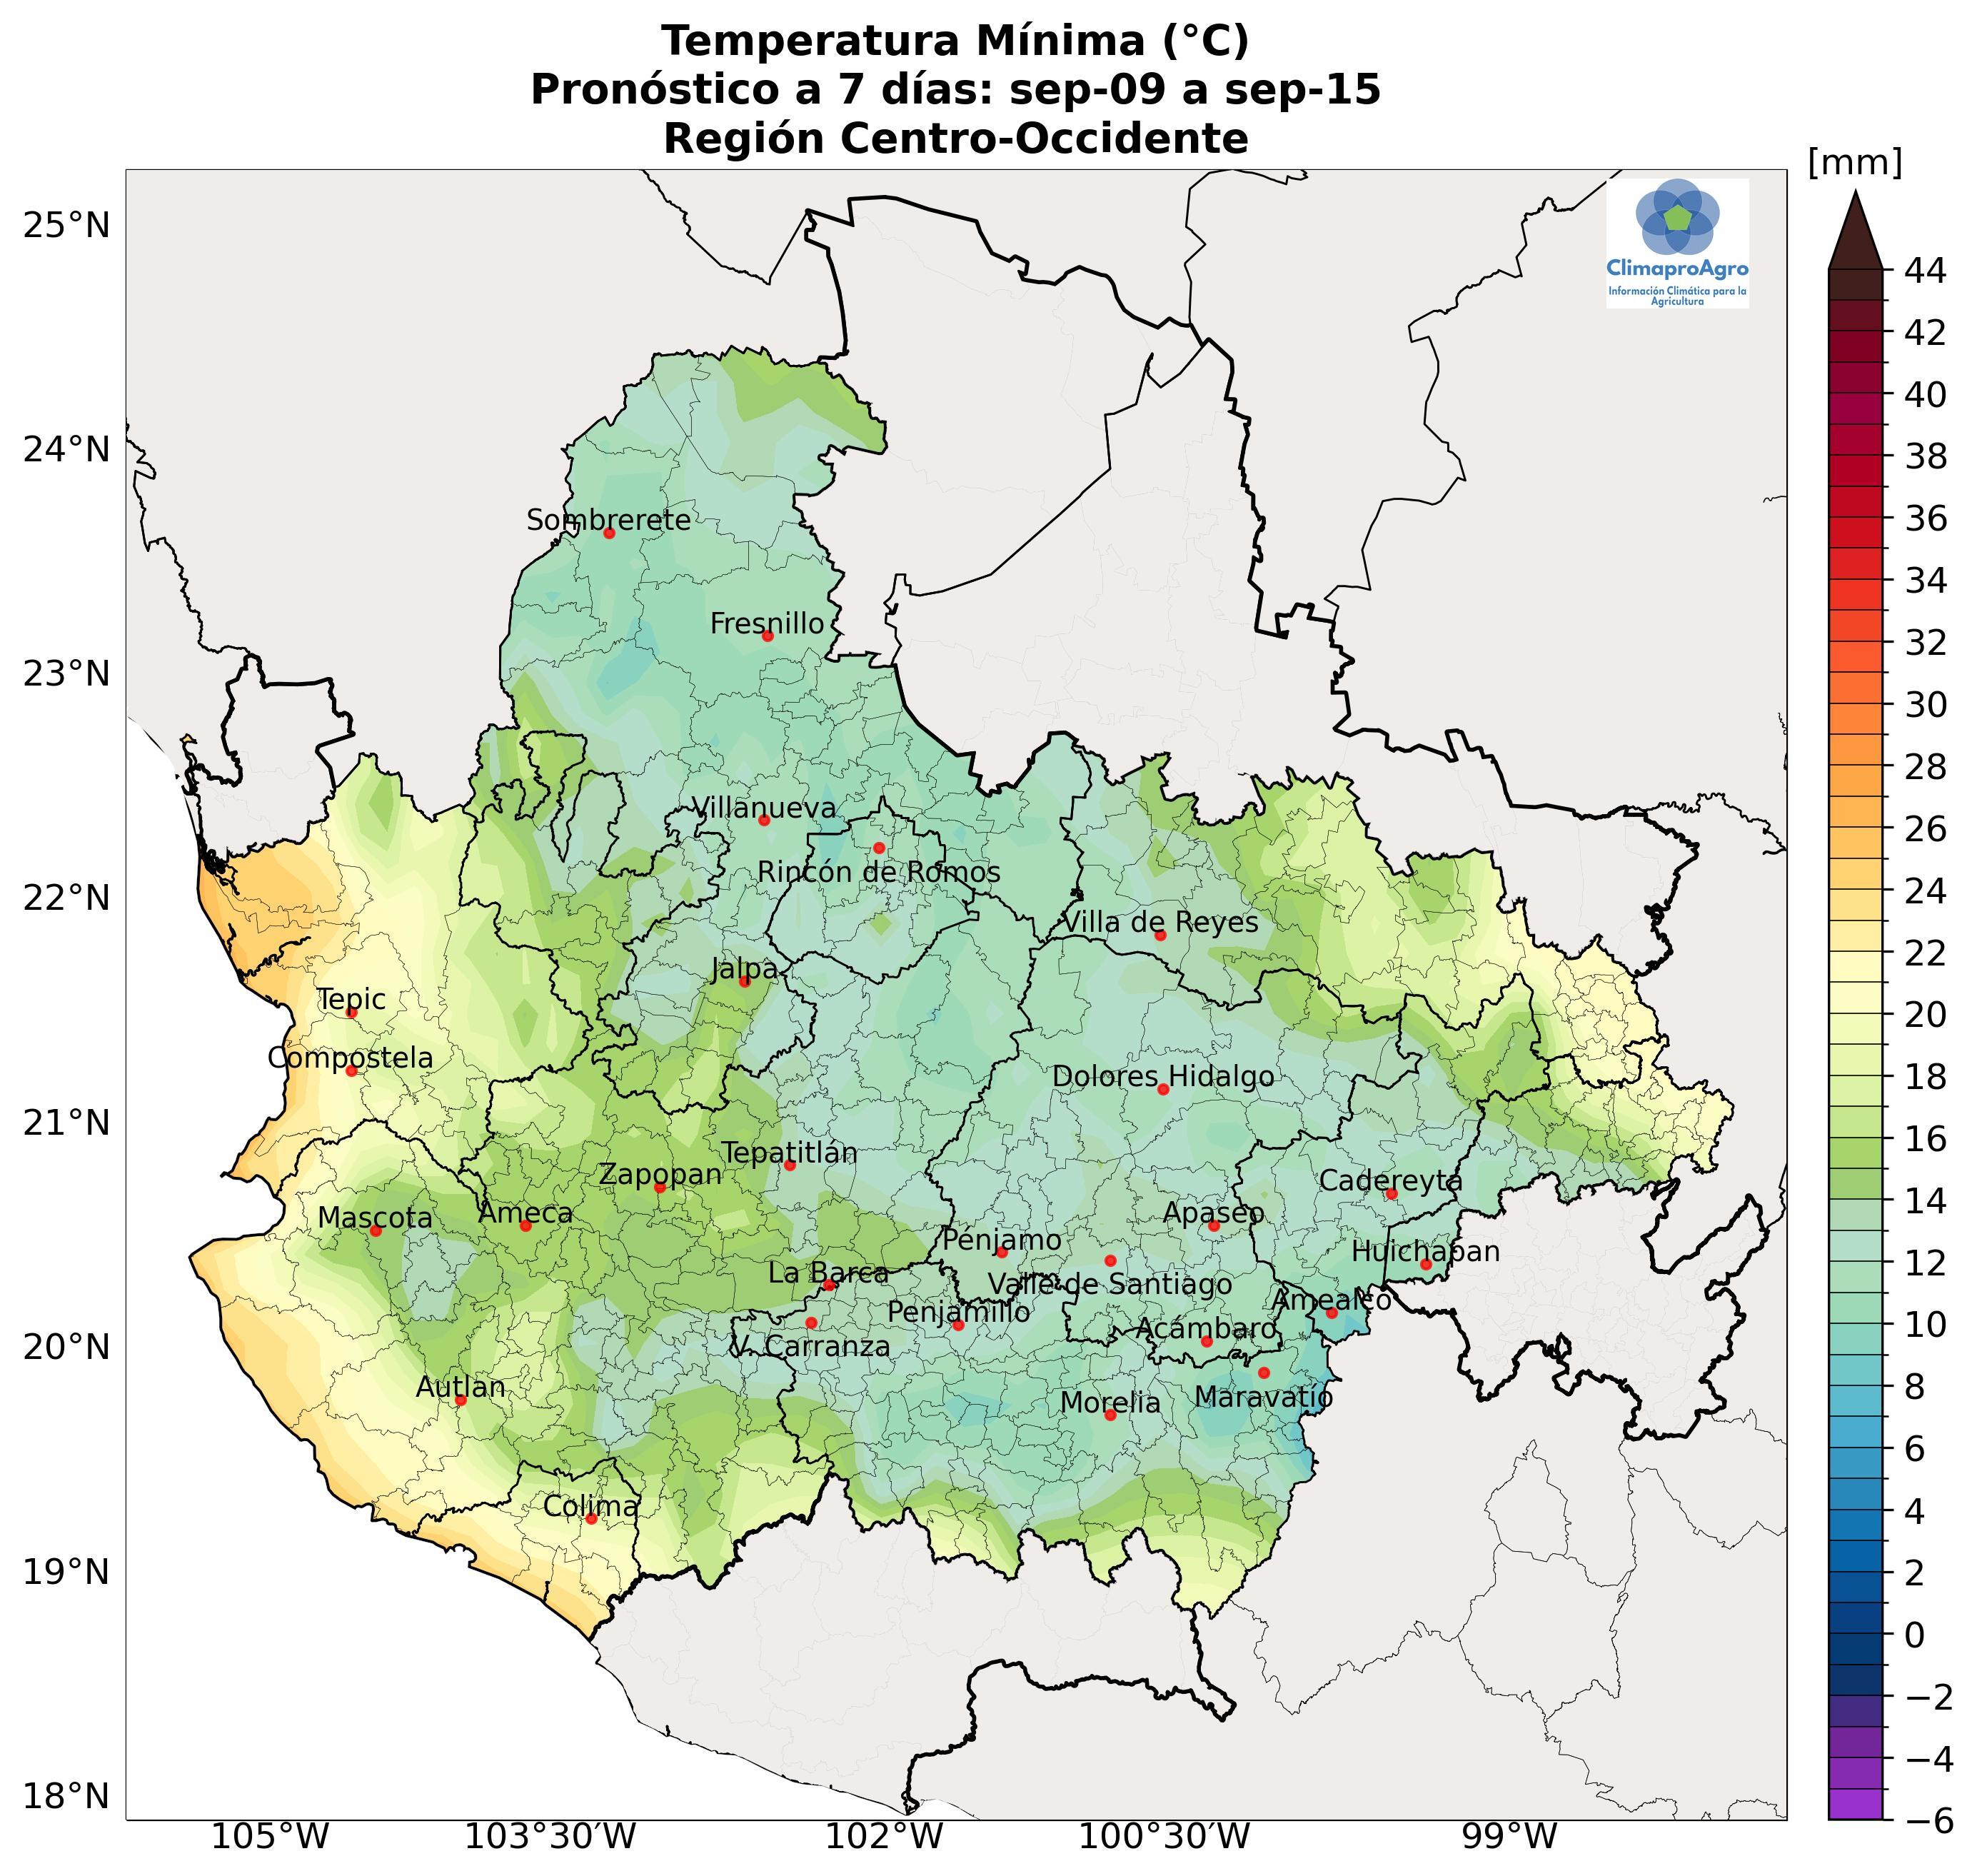 Temperatura Mínima (°C)
Pronóstico a 7 días: sep-09 a sep-15
Región Centro-Occidente
[mm]
25°N
24°N
23°N
22°N
21°N
20°N
19°N
18°N
ClimaproAgro
Información Climática para la
Agricultura
Sombrerete
Fresnillo
Villanueva
Rincón de Romos
Villa de Reyes
Jalpa
Tepic
Compostela
Dolores Hidalgo
Tepatitlán
Zapopan
Cadereyta
Mascota
Ameca
Apaseo
Pénjamo
Huichapan
La Barca
Valle de Santiago
Amealco
Penjamillo
Acámbaro
V. Carranza
Autlan
Morelia
Maravatío
Colima
44
42
40
38
36
34
32
30
28
26
24
22
20
18
16
14
12
10
8
6
4
2
0
−2
−4
−6
105°W
103°30′W
102°W
100°30′W
99°W